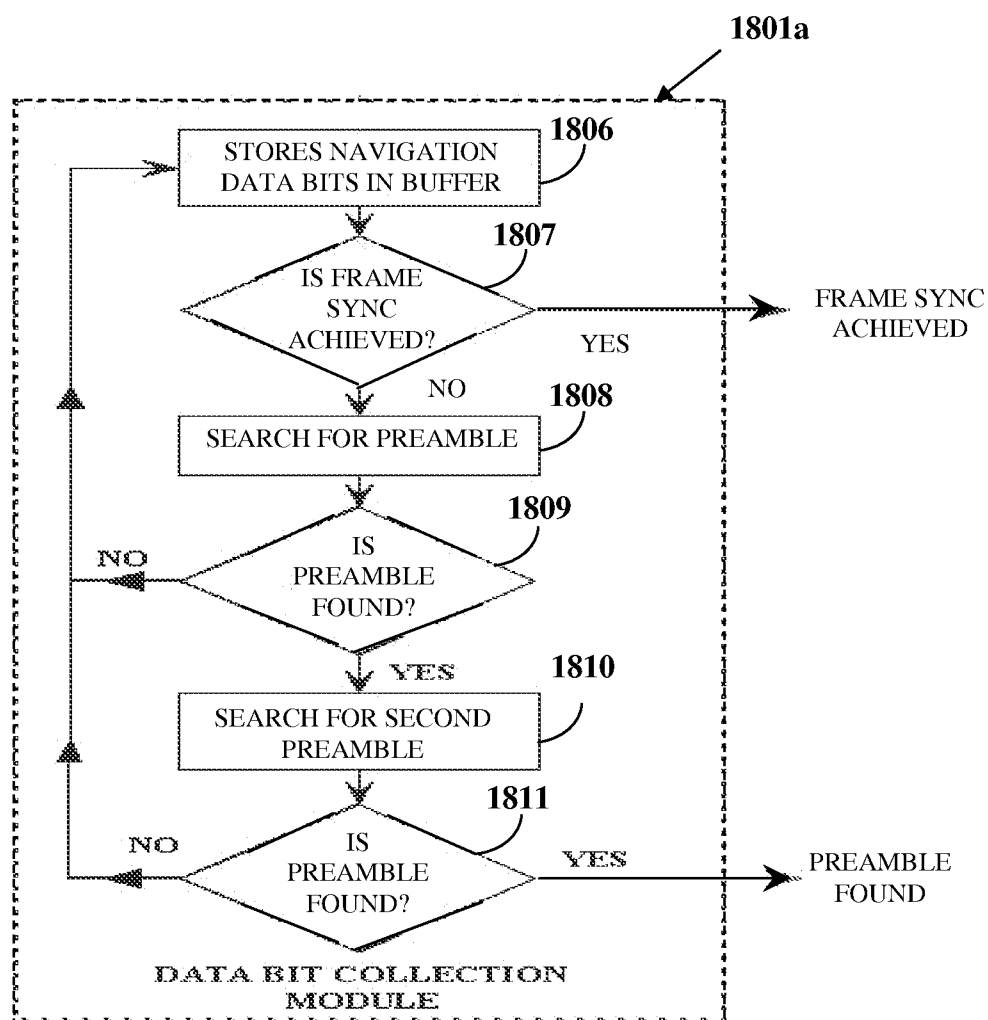 1801a
1806
STORES NAVIGATION
DATA BITS IN BUFFER
1807
IS FRAME
SYNC
ACHIEVED?
YES
FRAME SYNC
ACHIEVED
NO
1808
SEARCH FOR PREAMBLE
1809
IS
PREAMBLE
FOUND?
NO
YES
1810
SEARCH FOR SECOND
PREAMBLE
1811
IS
PREAMBLE
FOUND?
NO
YES
PREAMBLE
FOUND
DATA BIT COLLECTION
MODULE